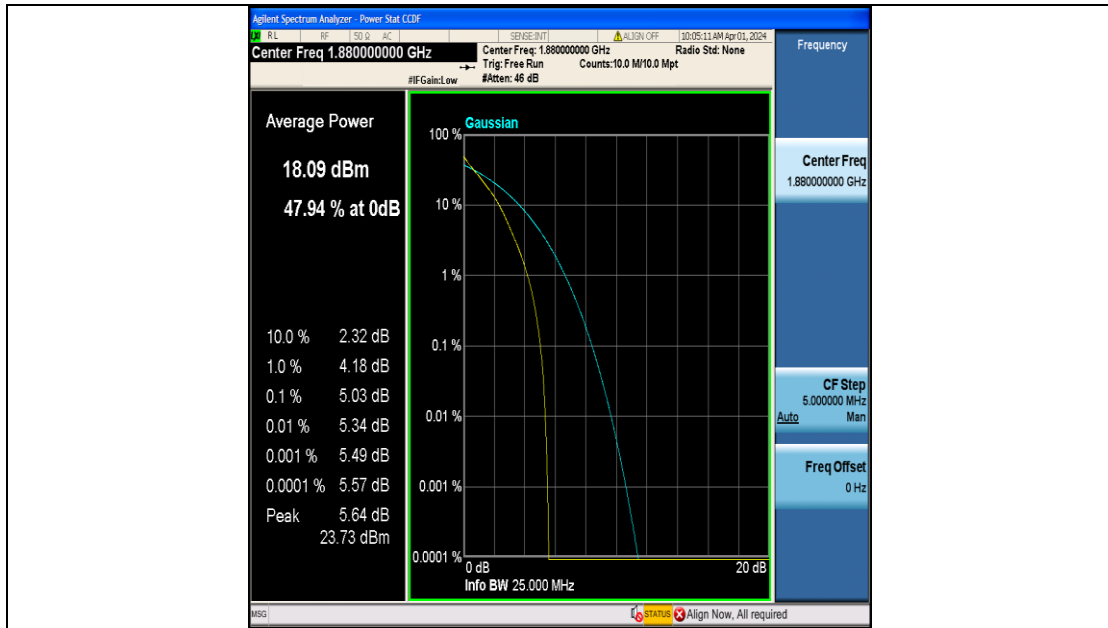 Agilent Spectrum Analyzer - Power Stat CCDF
RL RF 50 Ω AC SENSE:INT ALIGN OFF 10:05:11 AM Apr 01, 2024
Center Freq 1.880000000 GHz
Center Freq: 1.880000000 GHz Radio Std: None
Trig: Free Run Counts:10.0 M/10.0 Mpt
#IFGain:Low #Atten: 46 dB
Frequency
Average Power
18.09 dBm
47.94 % at 0dB
10.0 % 2.32 dB
1.0 % 4.18 dB
0.1 % 5.03 dB
0.01 % 5.34 dB
0.001 % 5.49 dB
0.0001 % 5.57 dB
Peak 5.64 dB
23.73 dBm
Gaussian
100 %
10 %
1 %
0.1 %
0.01 %
0.001 %
0.0001 %
0 dB 20 dB
Info BW 25.000 MHz
Center Freq
1.880000000 GHz
CF Step
5.000000 MHz
Auto Man
Freq Offset
0 Hz
MSG STATUS Align Now, All required